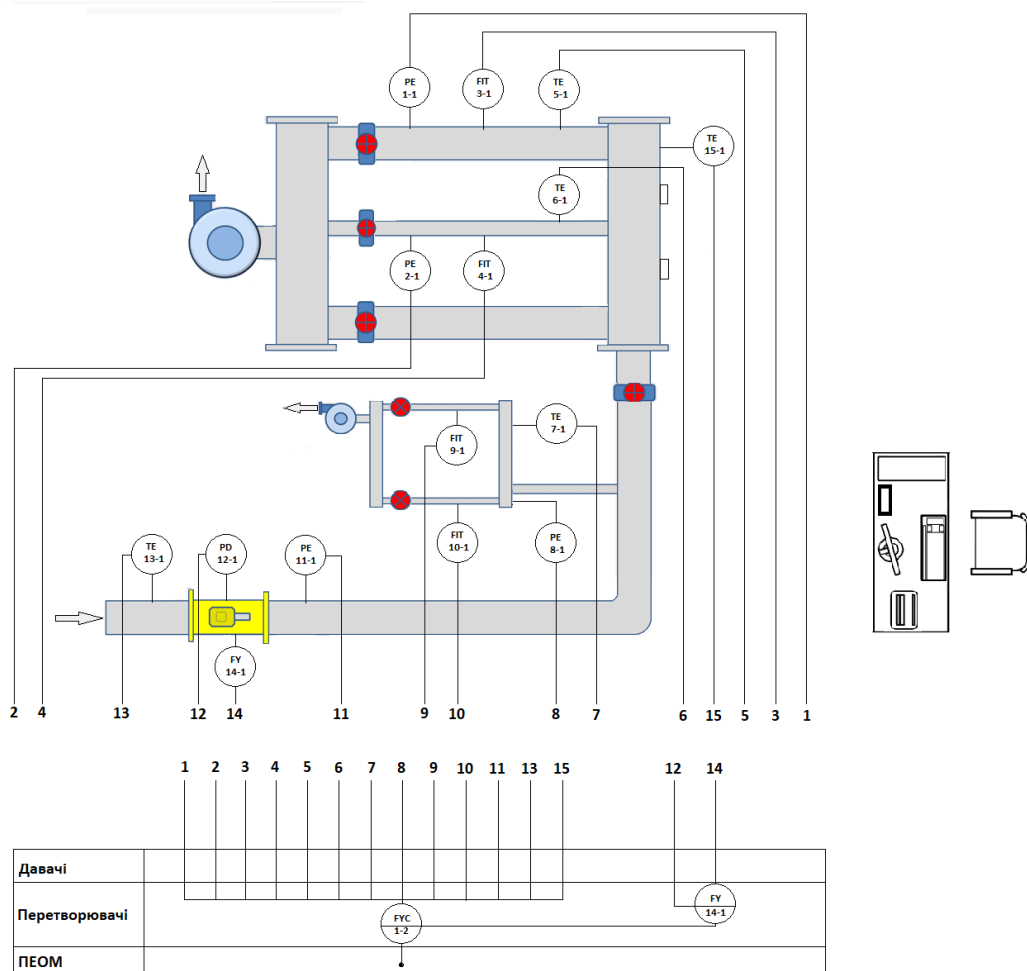 PE
1-1
FIT
3-1
TE
5-1
TE
15-1
TE
6-1
PE
2-1
FIT
4-1
TE
7-1
FIT
9-1
FIT
10-1
PE
8-1
TE
13-1
PD
12-1
PE
11-1
FY
14-1
2 4 13 12 14 11 9 10 8 7 6 15 5 3 1
1 2 3 4 5 6 7 8 9 10 11 13 15 12 14
Давачі
Перетворювачі
FYC
1-2
FY
14-1
ПЕОМ